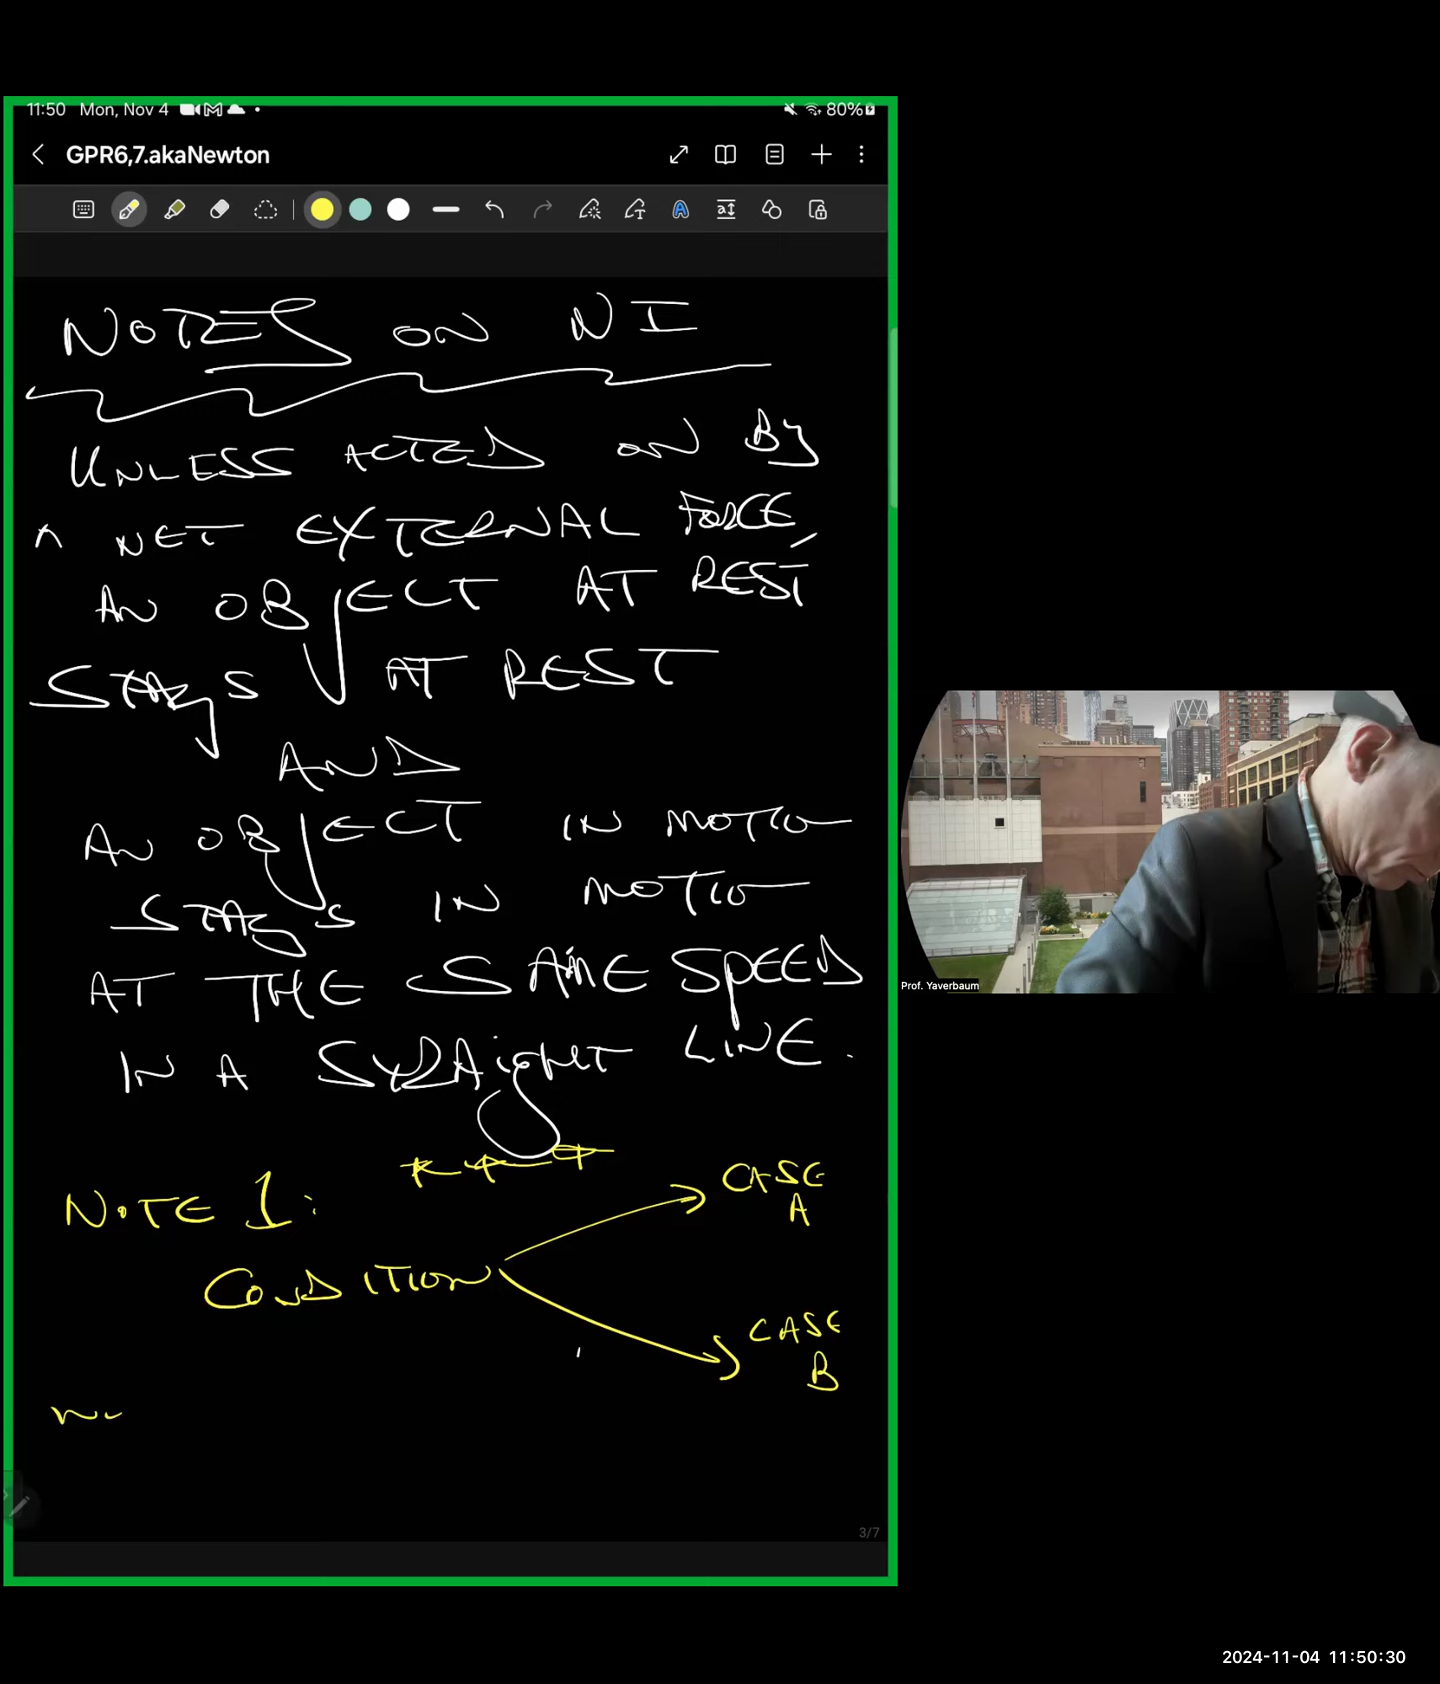 11:50 Mon, Nov 4 80%
GPR6,7.akaNewton
NOTES ON NI
UNLESS ACTED ON BY
A NET EXTERNAL FORCE,
AN OBJECT AT REST
STAYS AT REST
AND
AN OBJECT IN MOTION
STAYS IN MOTION
AT THE SAME SPEED
IN A STRAIGHT LINE.
NOTE 1:
CASE
A
CONDITION
CASE
B
3/7
Prof. Yaverbaum
2024-11-04 11:50:30